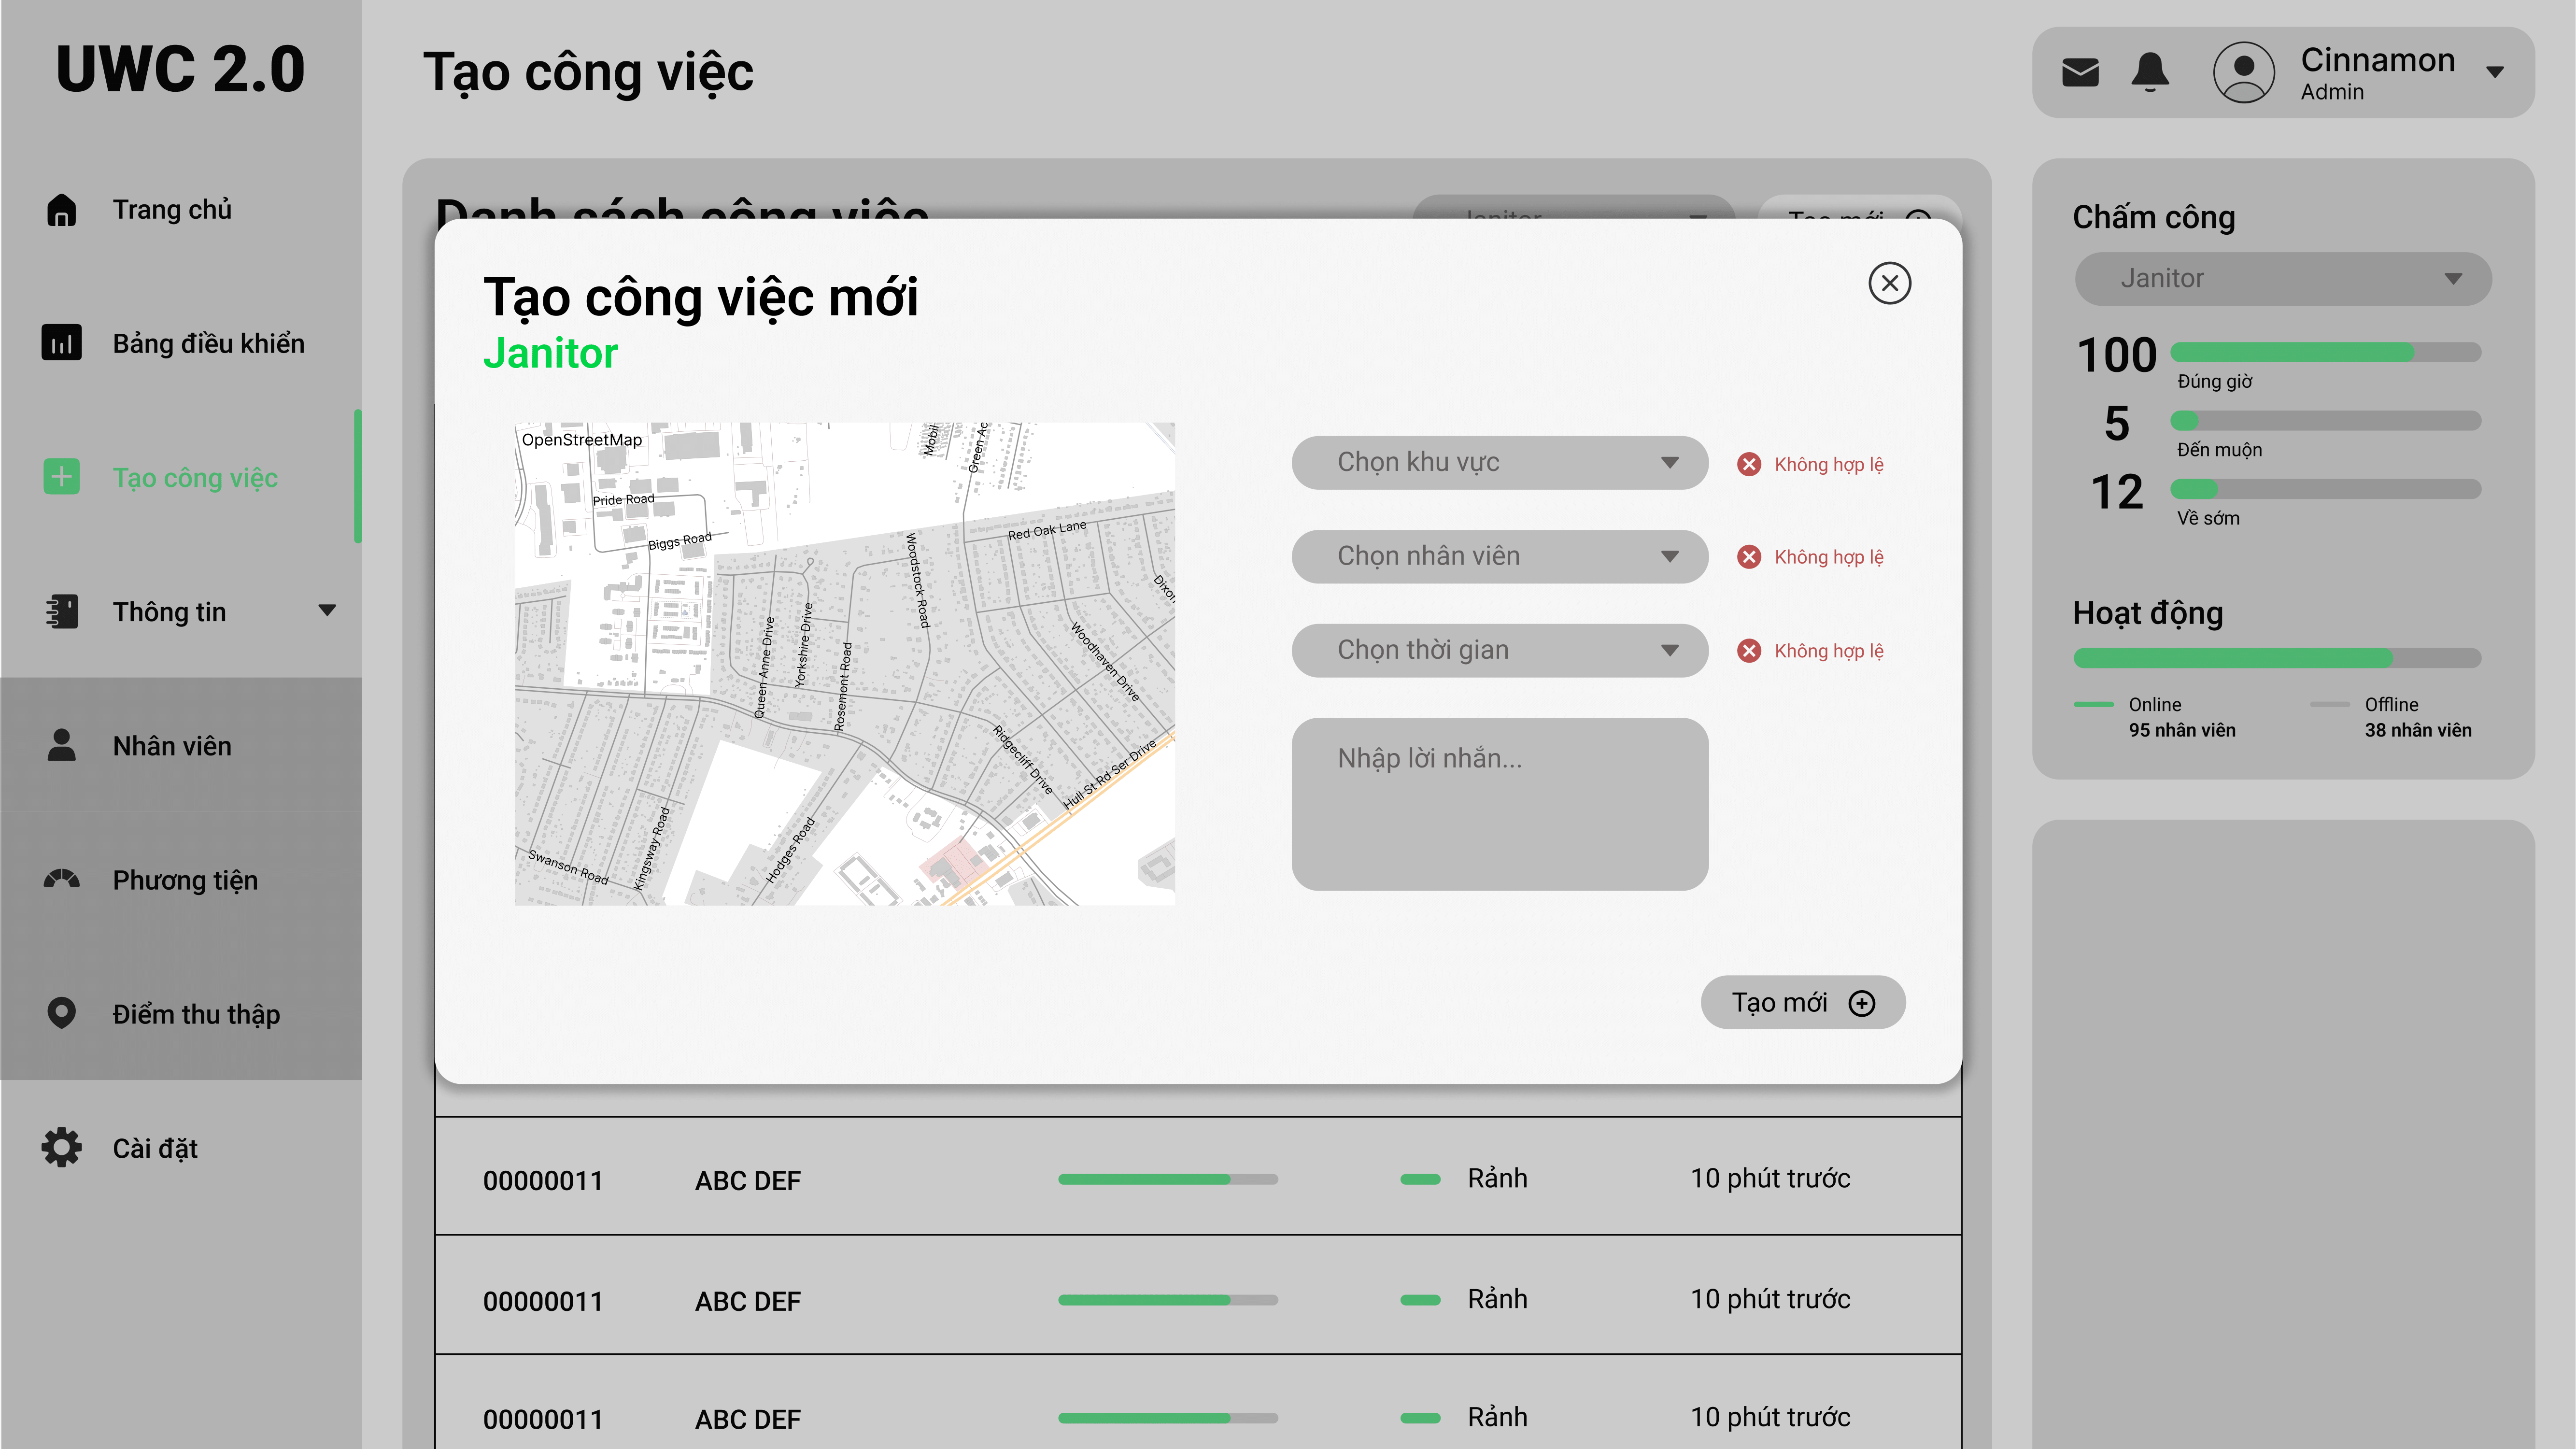 UWC 2.0
Trang chủ
Bảng điều khiển
Tạo công việc
Thông tin
Nhân viên
Phương tiện
Điểm thu thập
Cài đặt
Tạo công việc
Cinnamon
Admin
Danh sách công việc
Janitor
Tạo mới
Tạo công việc mới
Janitor
OpenStreetMap
Mobil
Green Ac
Pride Road
Biggs Road
Red Oak Lane
Woodstock Road
Queen Anne Drive
Yorkshire Drive
Rosemont Road
Woodhaven Drive
Ridgecliff Drive
Hull St Rd Ser Drive
Swanson Road
Kingsway Road
Hodges Road
Chọn khu vực
Không hợp lệ
Chọn nhân viên
Không hợp lệ
Chọn thời gian
Không hợp lệ
Nhập lời nhắn...
Tạo mới
00000011 ABC DEF Rảnh 10 phút trước
00000011 ABC DEF Rảnh 10 phút trước
00000011 ABC DEF Rảnh 10 phút trước
Chấm công
Janitor
100
Đúng giờ
5
Đến muộn
12
Về sớm
Hoạt động
Online
95 nhân viên
Offline
38 nhân viên